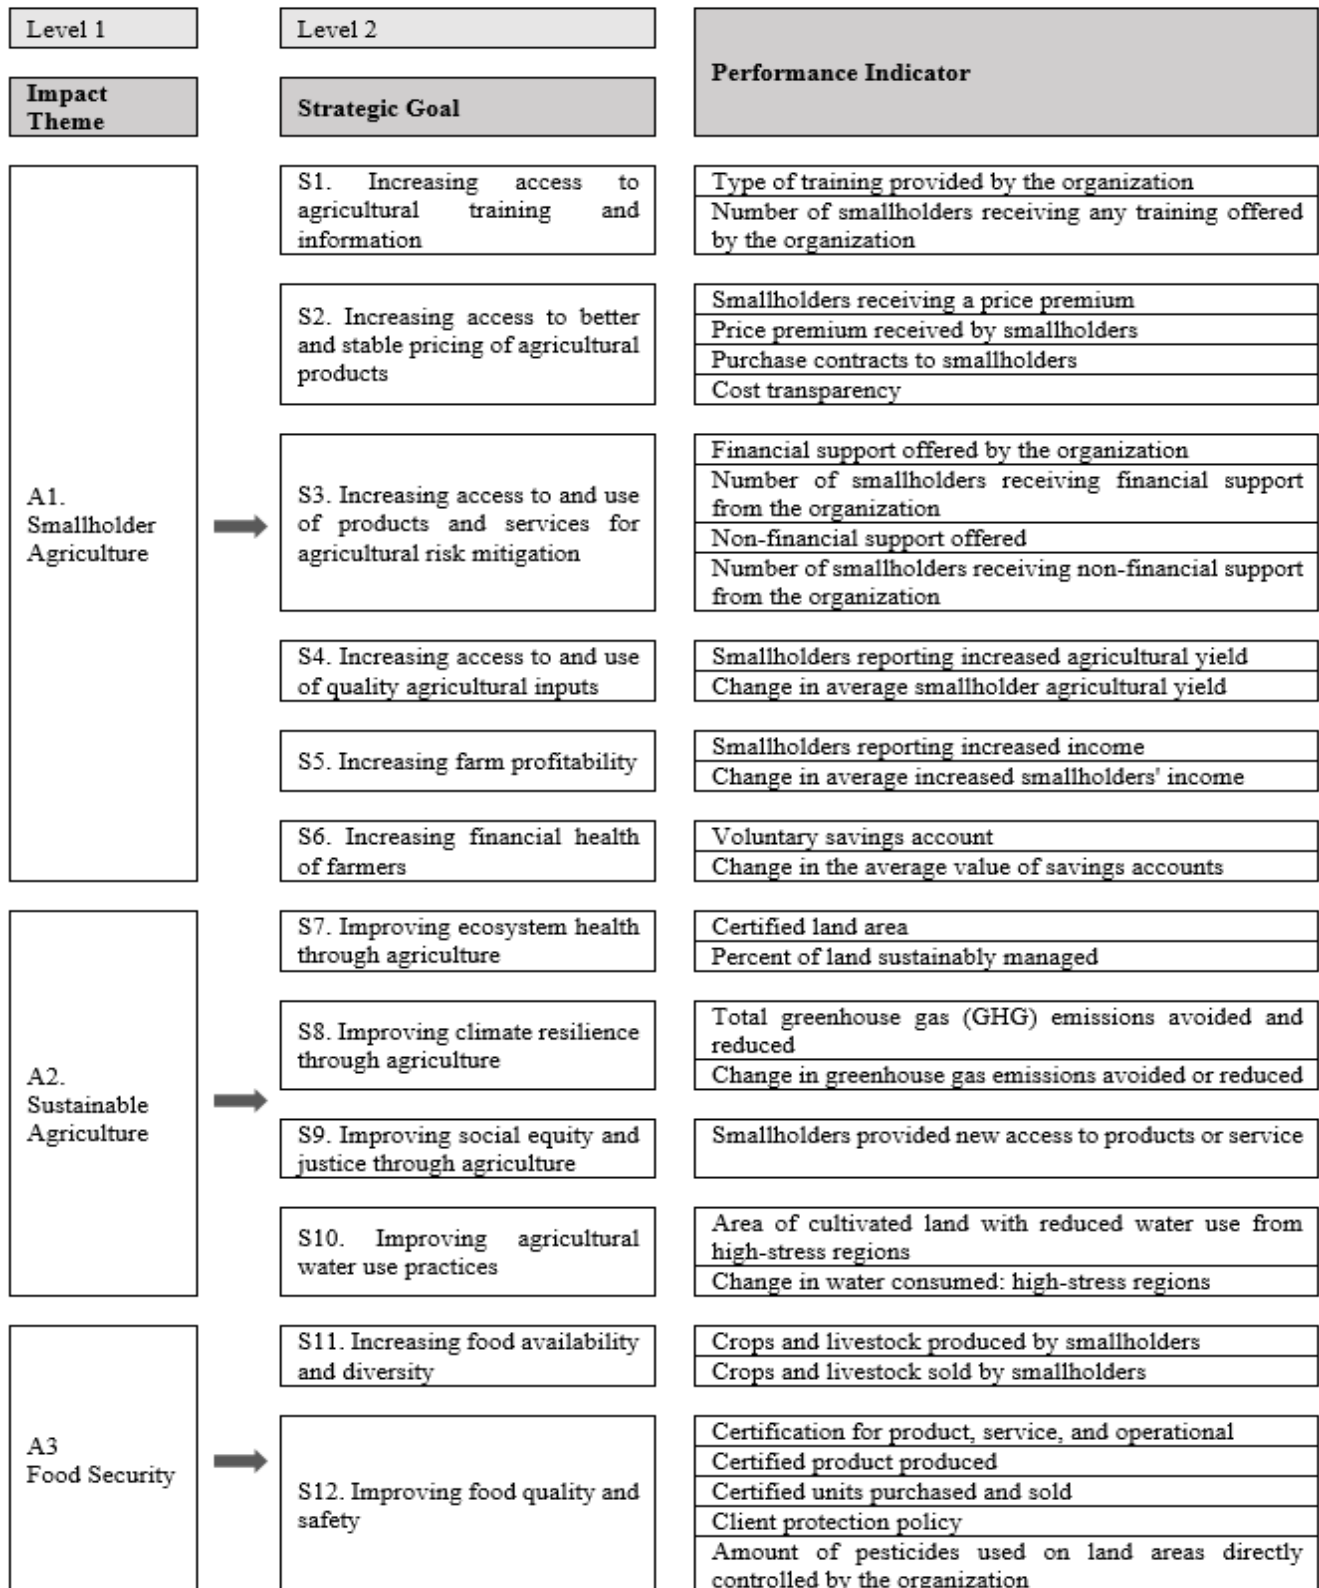 Level 1
Level 2
Performance Indicator
Impact
Theme
Strategic Goal
A1.
Smallholder
Agriculture
S1. Increasing access to
agricultural training and
information
Type of training provided by the organization
Number of smallholders receiving any training offered
by the organization
S2. Increasing access to better
and stable pricing of agricultural
products
Smallholders receiving a price premium
Price premium received by smallholders
Purchase contracts to smallholders
Cost transparency
S3. Increasing access to and use
of products and services for
agricultural risk mitigation
Financial support offered by the organization
Number of smallholders receiving financial support
from the organization
Non-financial support offered
Number of smallholders receiving non-financial support
from the organization
S4. Increasing access to and use
of quality agricultural inputs
Smallholders reporting increased agricultural yield
Change in average smallholder agricultural yield
S5. Increasing farm profitability
Smallholders reporting increased income
Change in average increased smallholders' income
S6. Increasing financial health
of farmers
Voluntary savings account
Change in the average value of savings accounts
A2.
Sustainable
Agriculture
S7. Improving ecosystem health
through agriculture
Certified land area
Percent of land sustainably managed
S8. Improving climate resilience
through agriculture
Total greenhouse gas (GHG) emissions avoided and
reduced
Change in greenhouse gas emissions avoided or reduced
S9. Improving social equity and
justice through agriculture
Smallholders provided new access to products or service
S10. Improving agricultural
water use practices
Area of cultivated land with reduced water use from
high-stress regions
Change in water consumed: high-stress regions
A3
Food Security
S11. Increasing food availability
and diversity
Crops and livestock produced by smallholders
Crops and livestock sold by smallholders
S12. Improving food quality and
safety
Certification for product, service, and operational
Certified product produced
Certified units purchased and sold
Client protection policy
Amount of pesticides used on land areas directly
controlled by the organization